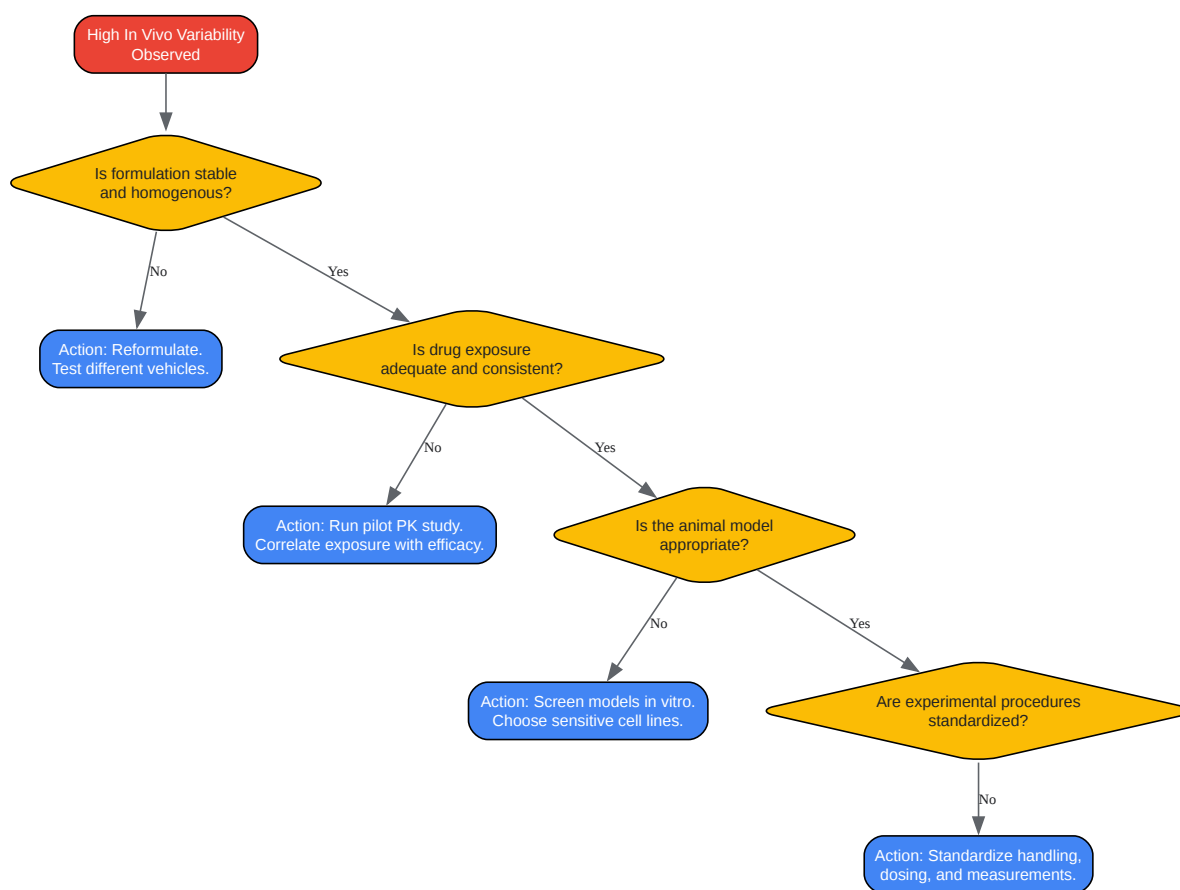 High In Vivo Variability
Observed
Is formulation stable
and homogenous?
No
Yes
Action: Reformulate.
Test different vehicles.
Is drug exposure
adequate and consistent?
No
Yes
Action: Run pilot PK study.
Correlate exposure with efficacy.
Is the animal model
appropriate?
No
Yes
Action: Screen models in vitro.
Choose sensitive cell lines.
Are experimental procedures
standardized?
No
Action: Standardize handling,
dosing, and measurements.